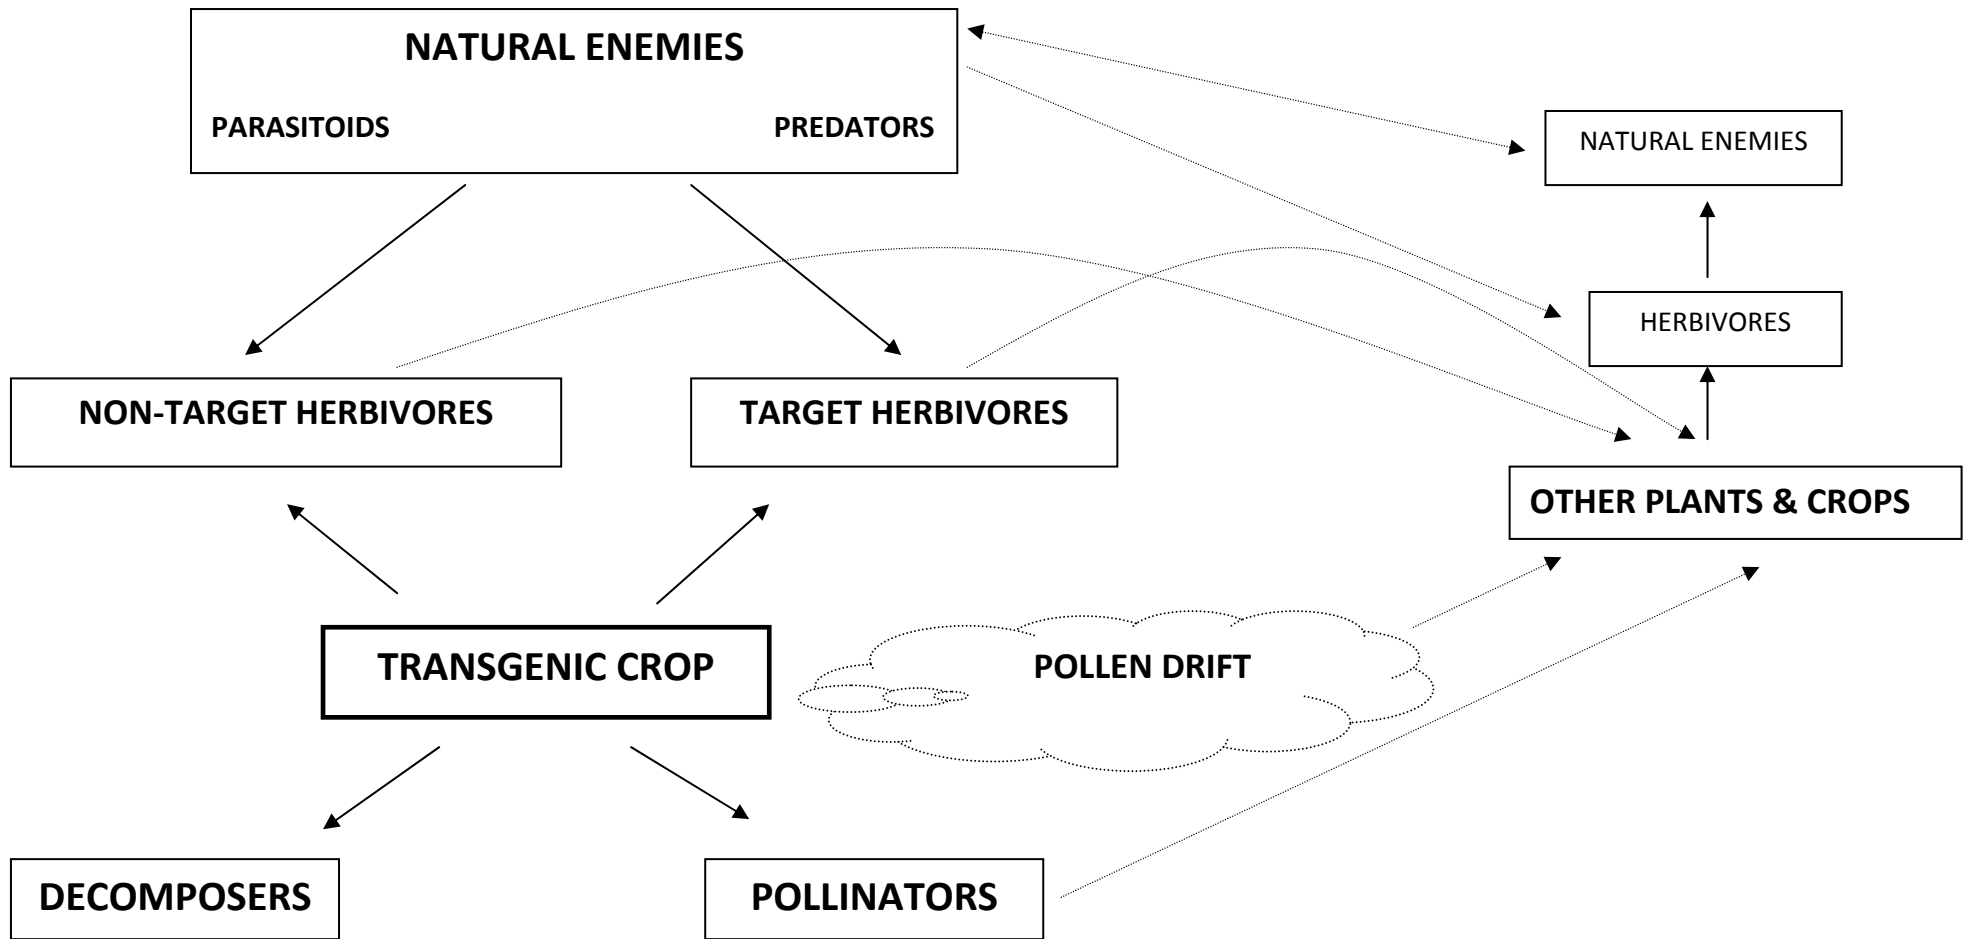 NATURAL ENEMIES
PARASITOIDS PREDATORS
NATURAL ENEMIES
HERBIVORES
NON-TARGET HERBIVORES
TARGET HERBIVORES
OTHER PLANTS & CROPS
TRANSGENIC CROP
POLLEN DRIFT
DECOMPOSERS
POLLINATORS